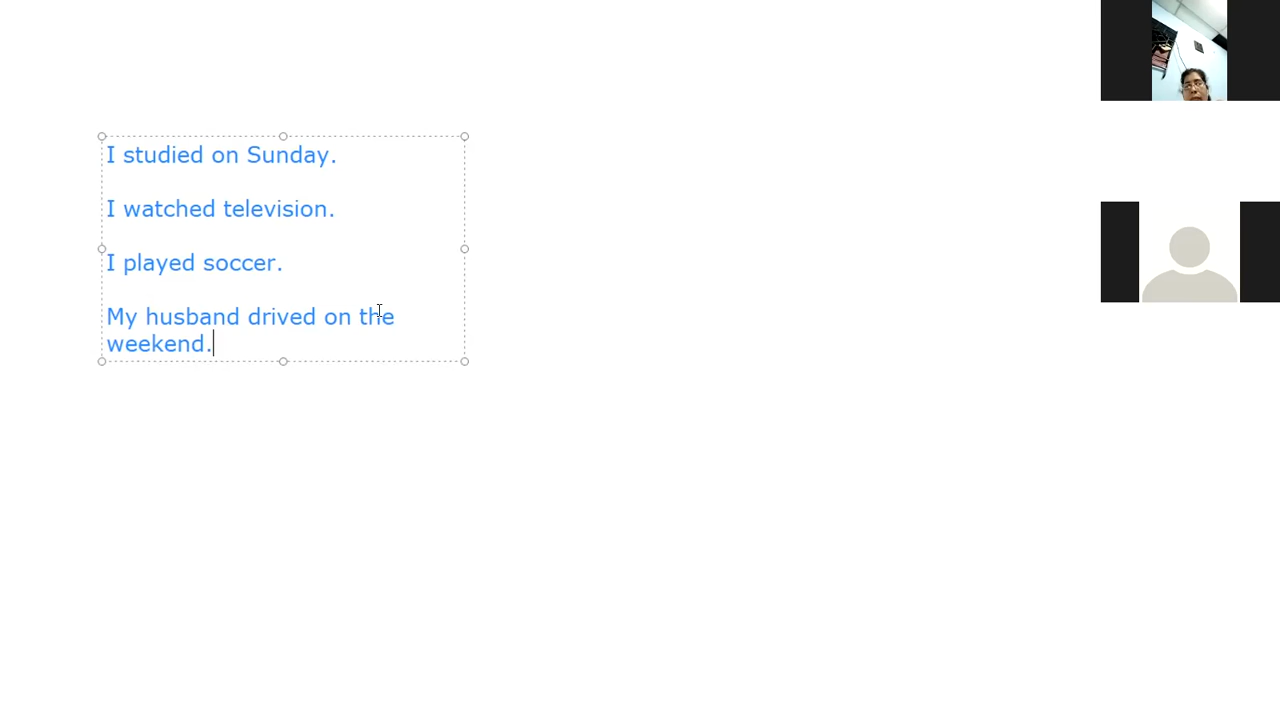 I studied on Sunday.
I watched television.
I played soccer.
My husband drived on the
weekend.